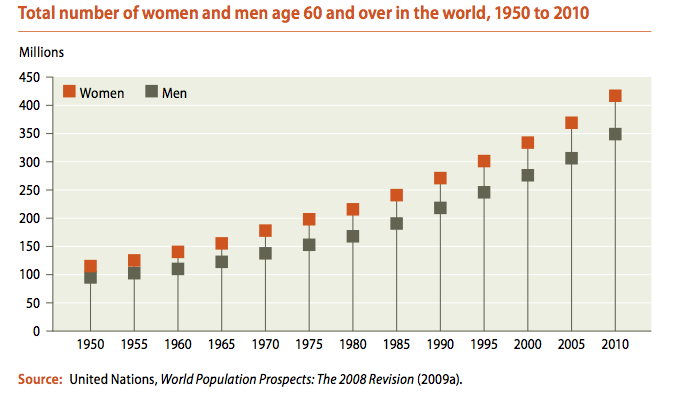 Total number of women and men age 60 and over in the world, 1950 to 2010
Millions
450
Women Men
400
350
300
250
200
150
100
50
0
1950 1955 1960 1965 1970 1975 1980 1985 1990 1995 2000 2005 2010
Source: United Nations, World Population Prospects: The 2008 Revision (2009a).